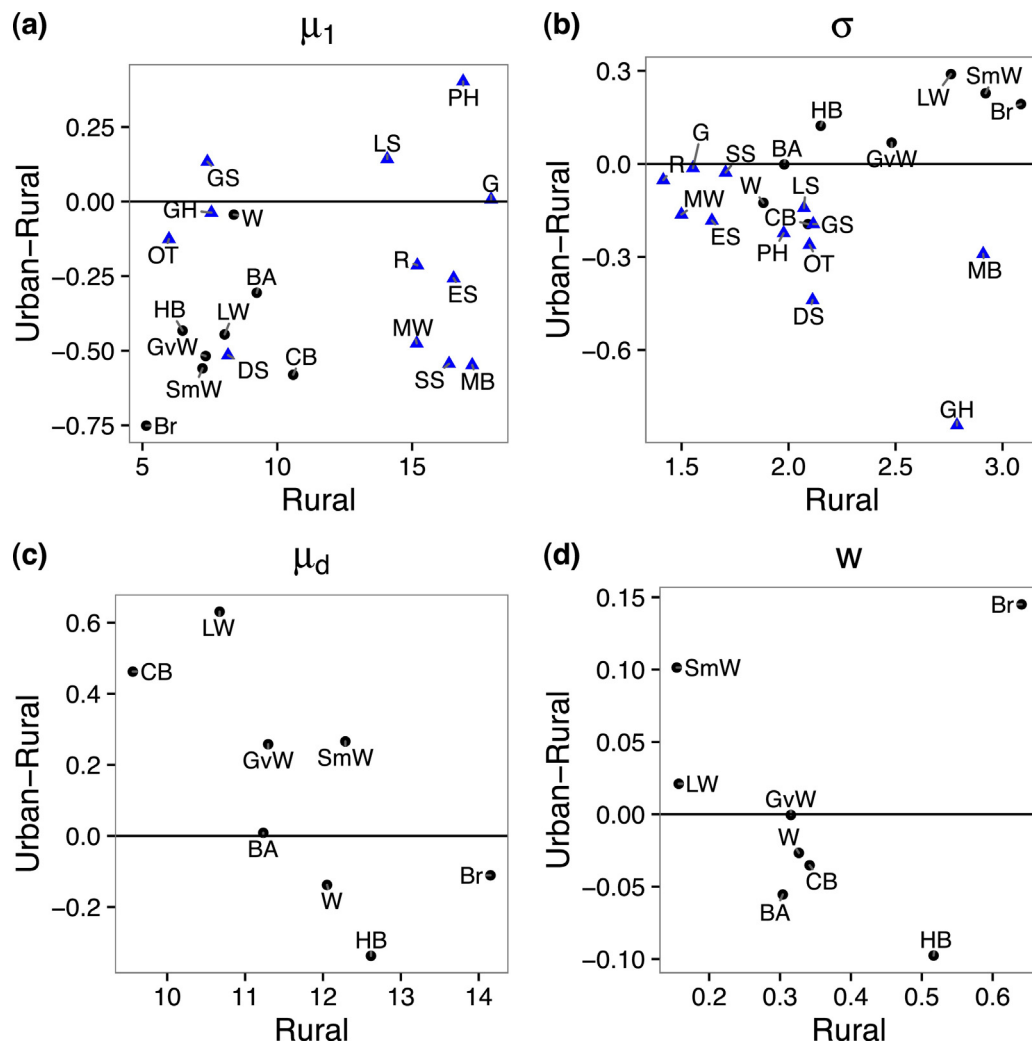 (a) μ1
Urban−Rural
0.25
0.00
−0.25
−0.50
−0.75
PH
LS
GS
G
GH
W
OT
R
BA
ES
HB
LW
MW
GvW
DS
CB
SS
MB
SmW
Br
5 10 15
Rural
(b) σ
Urban−Rural
0.3
0.0
−0.3
−0.6
SmW
LW
Br
HB
G
SS
BA
GvW
R
MW
W
LS
ES
CB
GS
PH
OT
MB
DS
GH
1.5 2.0 2.5 3.0
Rural
(c) μd
Urban−Rural
0.6
0.4
0.2
0.0
−0.2
LW
CB
GvW
SmW
BA
Br
W
HB
10 11 12 13 14
Rural
(d) w
Urban−Rural
0.15
0.10
0.05
0.00
−0.05
−0.10
Br
SmW
LW
GvW
W
CB
BA
HB
0.2 0.3 0.4 0.5 0.6
Rural